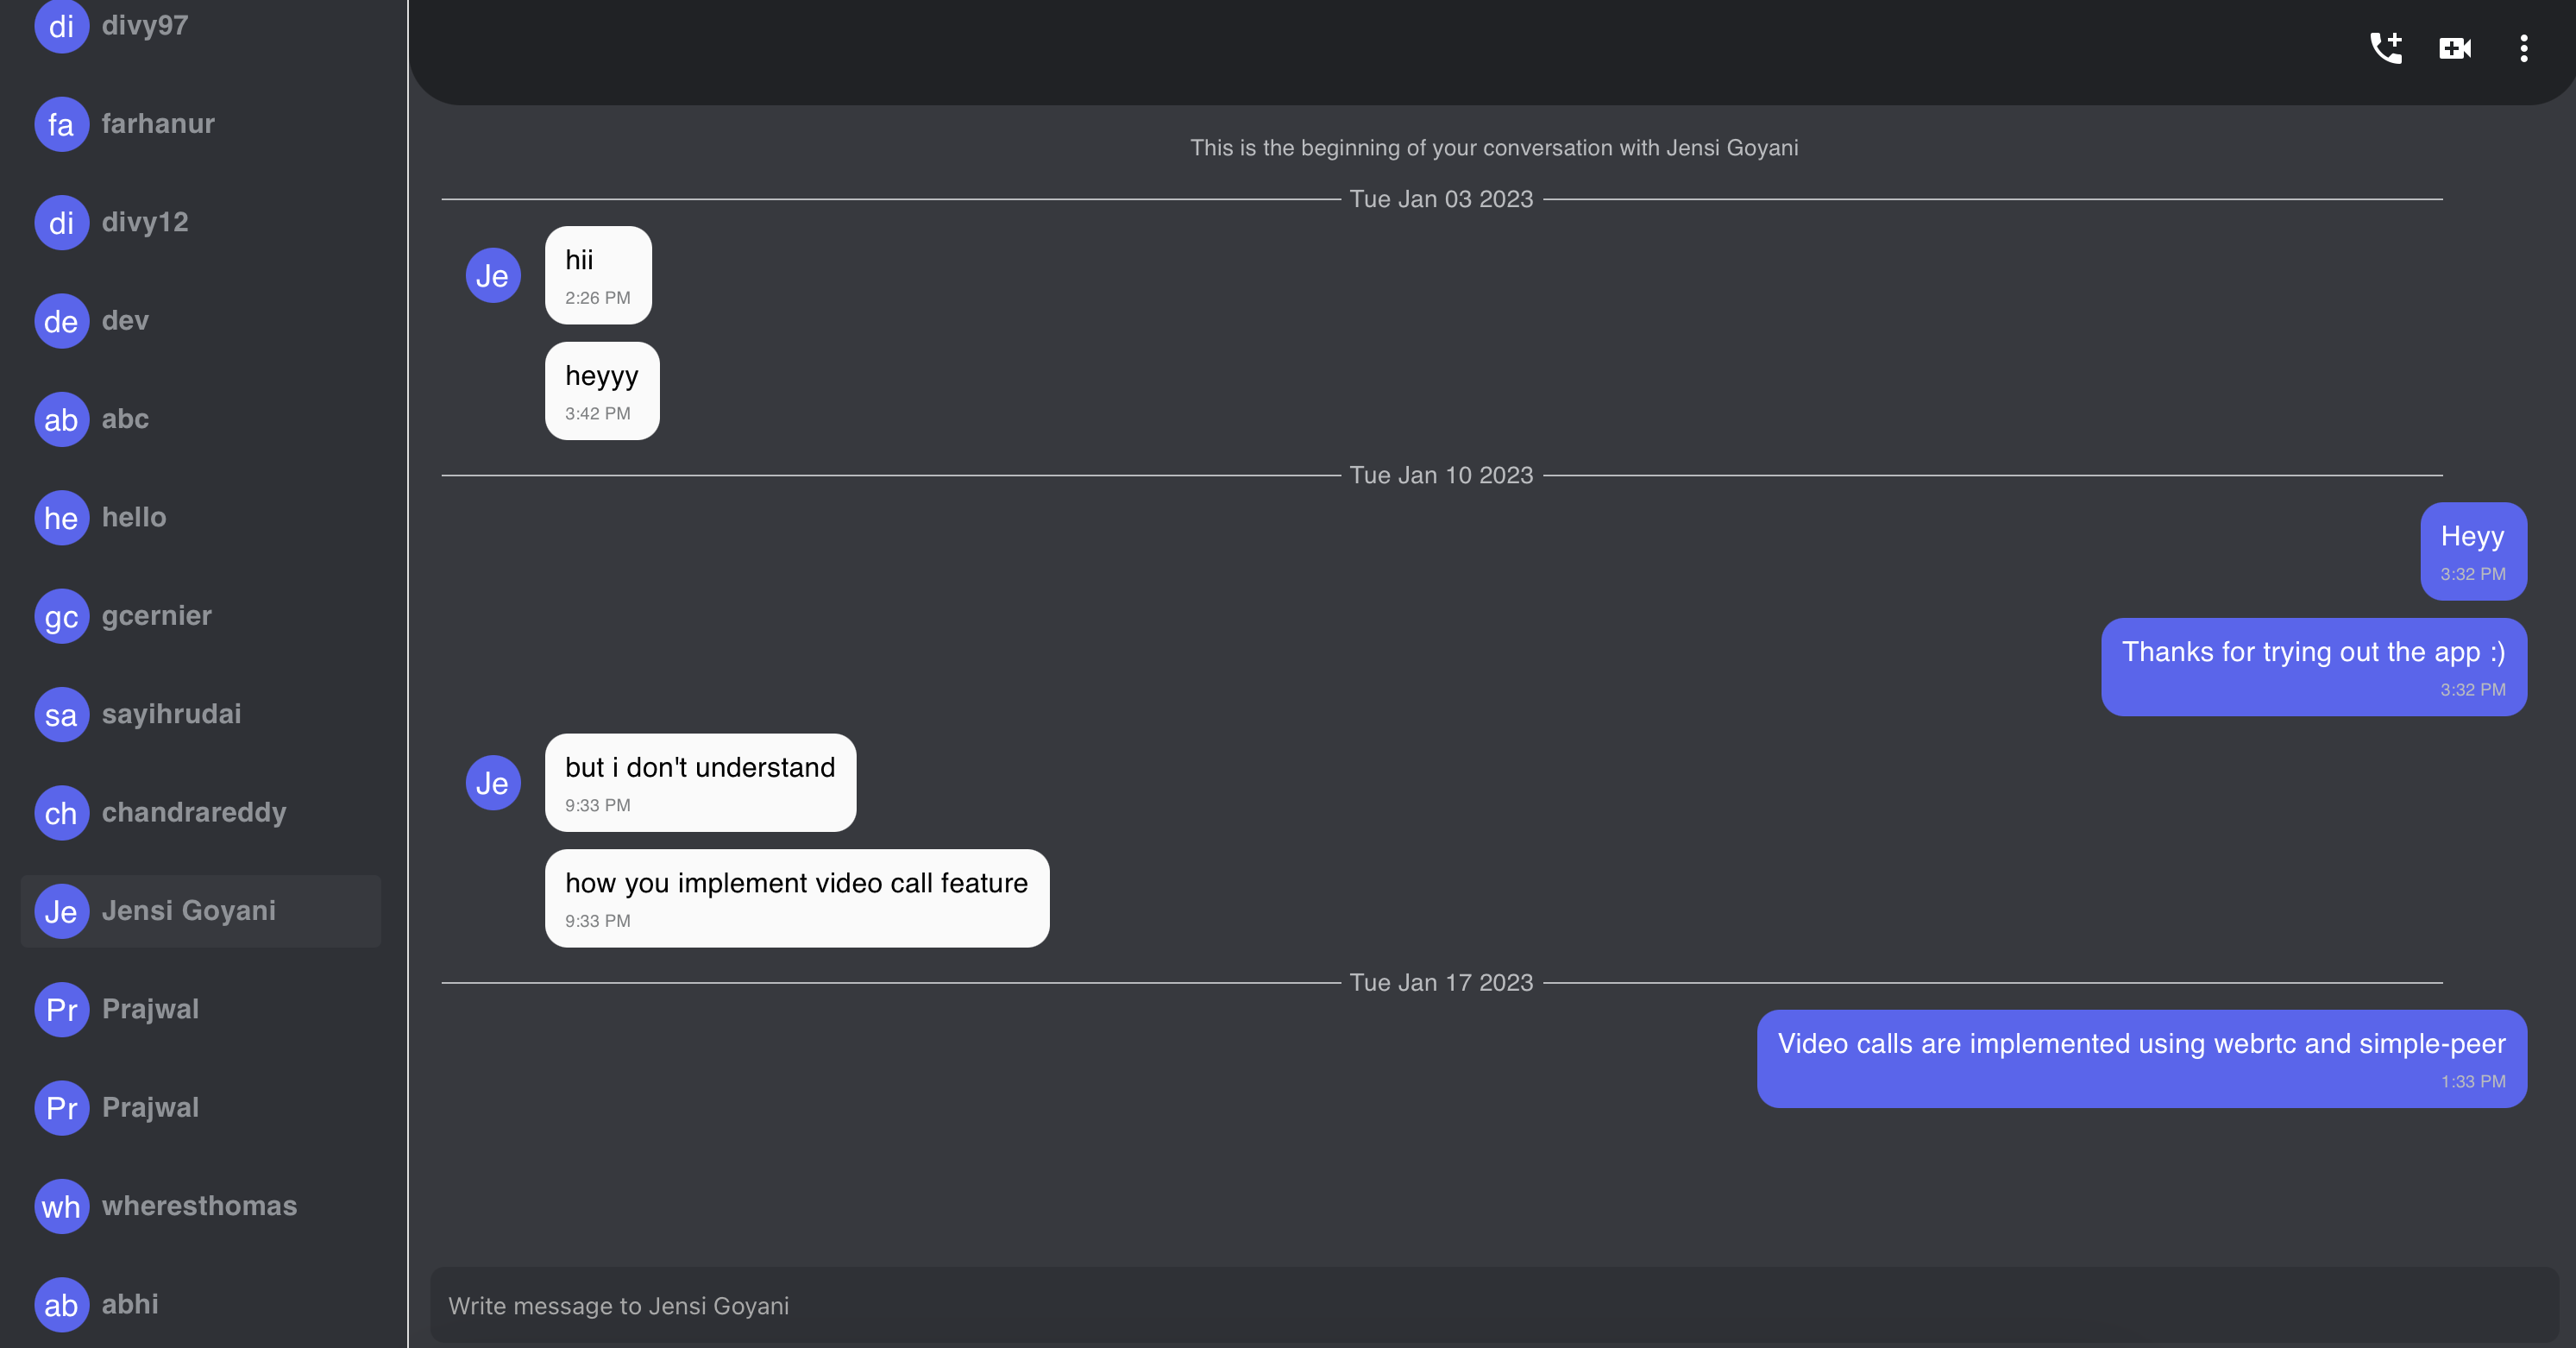 di divy97
fa farhanur
di divy12
de dev
ab abc
he hello
gc gcernier
sa sayihrudai
ch chandrareddy
Je Jensi Goyani
Pr Prajwal
Pr Prajwal
wh wheresthomas
ab abhi
This is the beginning of your conversation with Jensi Goyani
Tue Jan 03 2023
Je
hii
2:26 PM
heyyy
3:42 PM
Tue Jan 10 2023
Heyy
3:32 PM
Thanks for trying out the app :)
3:32 PM
Je
but i don't understand
9:33 PM
how you implement video call feature
9:33 PM
Tue Jan 17 2023
Video calls are implemented using webrtc and simple-peer
1:33 PM
Write message to Jensi Goyani